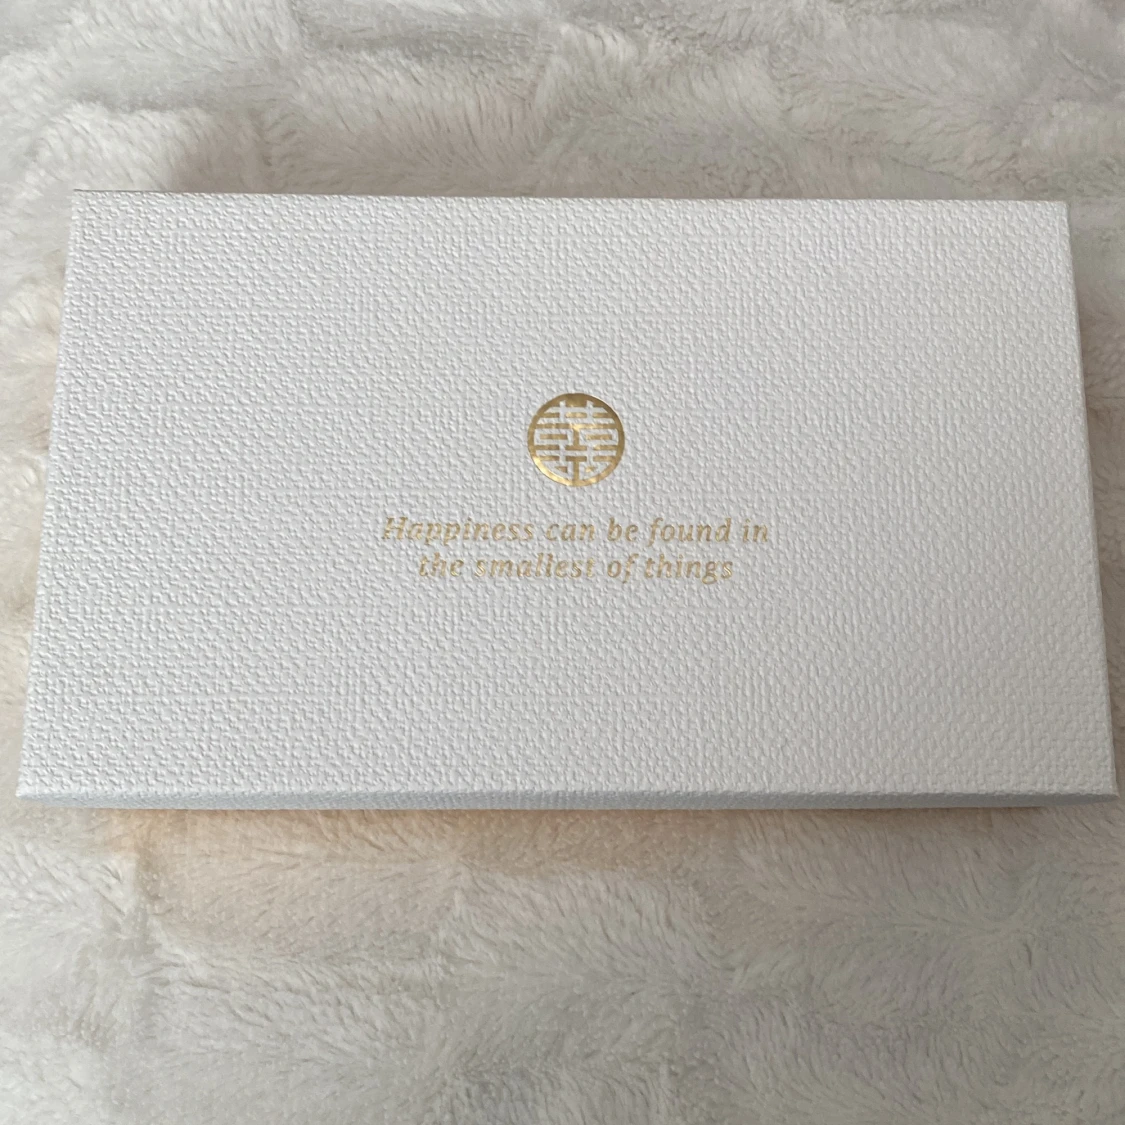 Happiness can be found in
the smallest of things